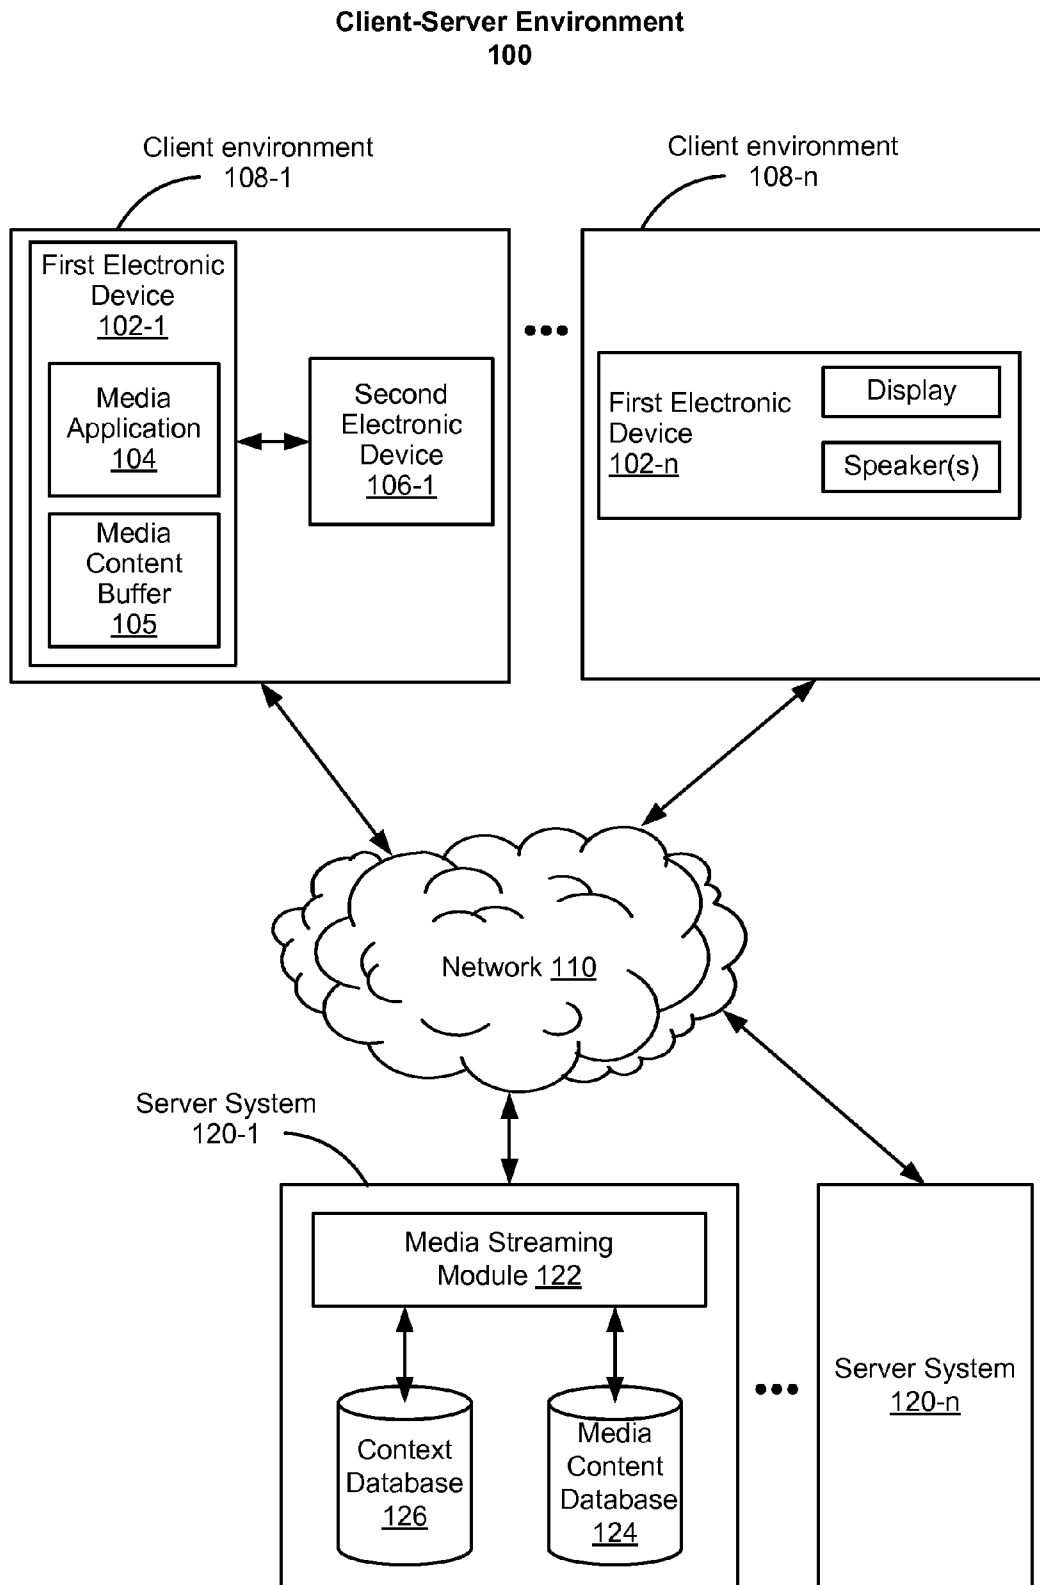 Client-Server Environment
100
Client environment
108-1
Client environment
108-n
First Electronic
Device
102-1
Media
Application
104
Media
Content
Buffer
105
Second
Electronic
Device
106-1
First Electronic
Device
102-n
Display
Speaker(s)
Network 110
Server System
120-1
Media Streaming
Module 122
Context
Database
126
Media
Content
Database
124
Server System
120-n